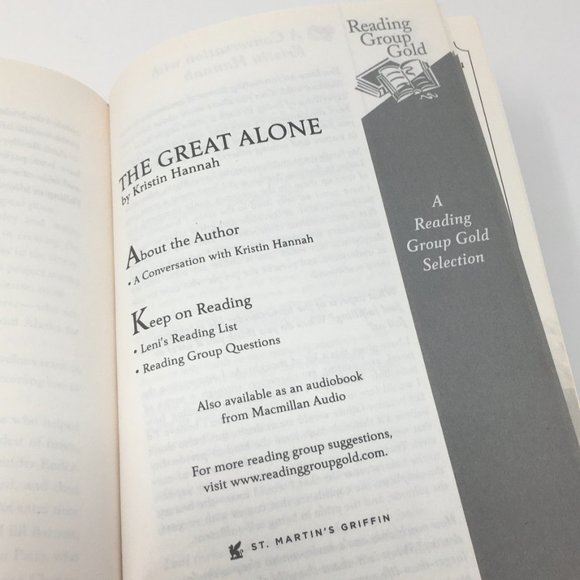 Reading
Group
Gold
THE GREAT ALONE
by Kristin Hannah
About the Author
• A Conversation with Kristin Hannah
Keep on Reading
• Leni's Reading List
• Reading Group Questions
Also available as an audiobook
from Macmillan Audio
For more reading group suggestions,
visit www.readinggroupgold.com.
ST. MARTIN'S GRIFFIN
A
Reading
Group Gold
Selection